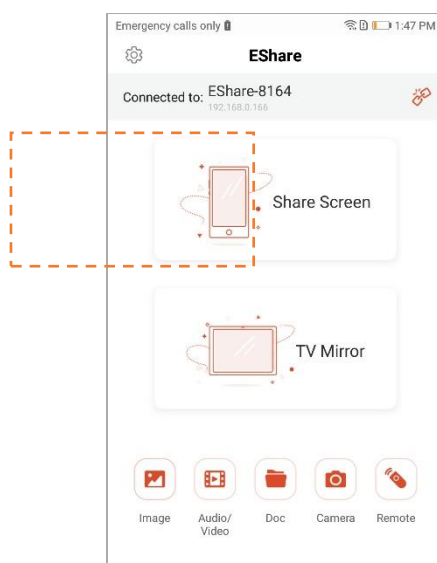 Emergency calls only 1:47 PM
EShare
Connected to: EShare-8164
192.168.0.166
Share Screen
TV Mirror
Image Audio/ Doc Camera Remote
Video